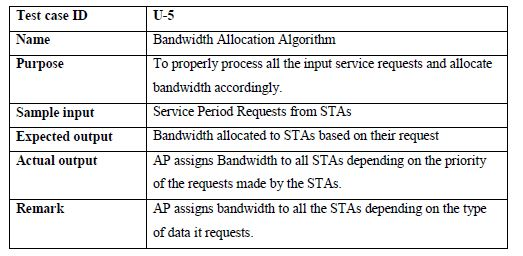 Test case ID U-5
Name Bandwidth Allocation Algorithm
Purpose To properly process all the input service requests and allocate
bandwidth accordingly.
Sample input Service Period Requests from STAs
Expected output Bandwidth allocated to STAs based on their request
Actual output AP assigns Bandwidth to all STAs depending on the priority
of the requests made by the STAs.
Remark AP assigns bandwidth to all the STAs depending on the type
of data it requests.